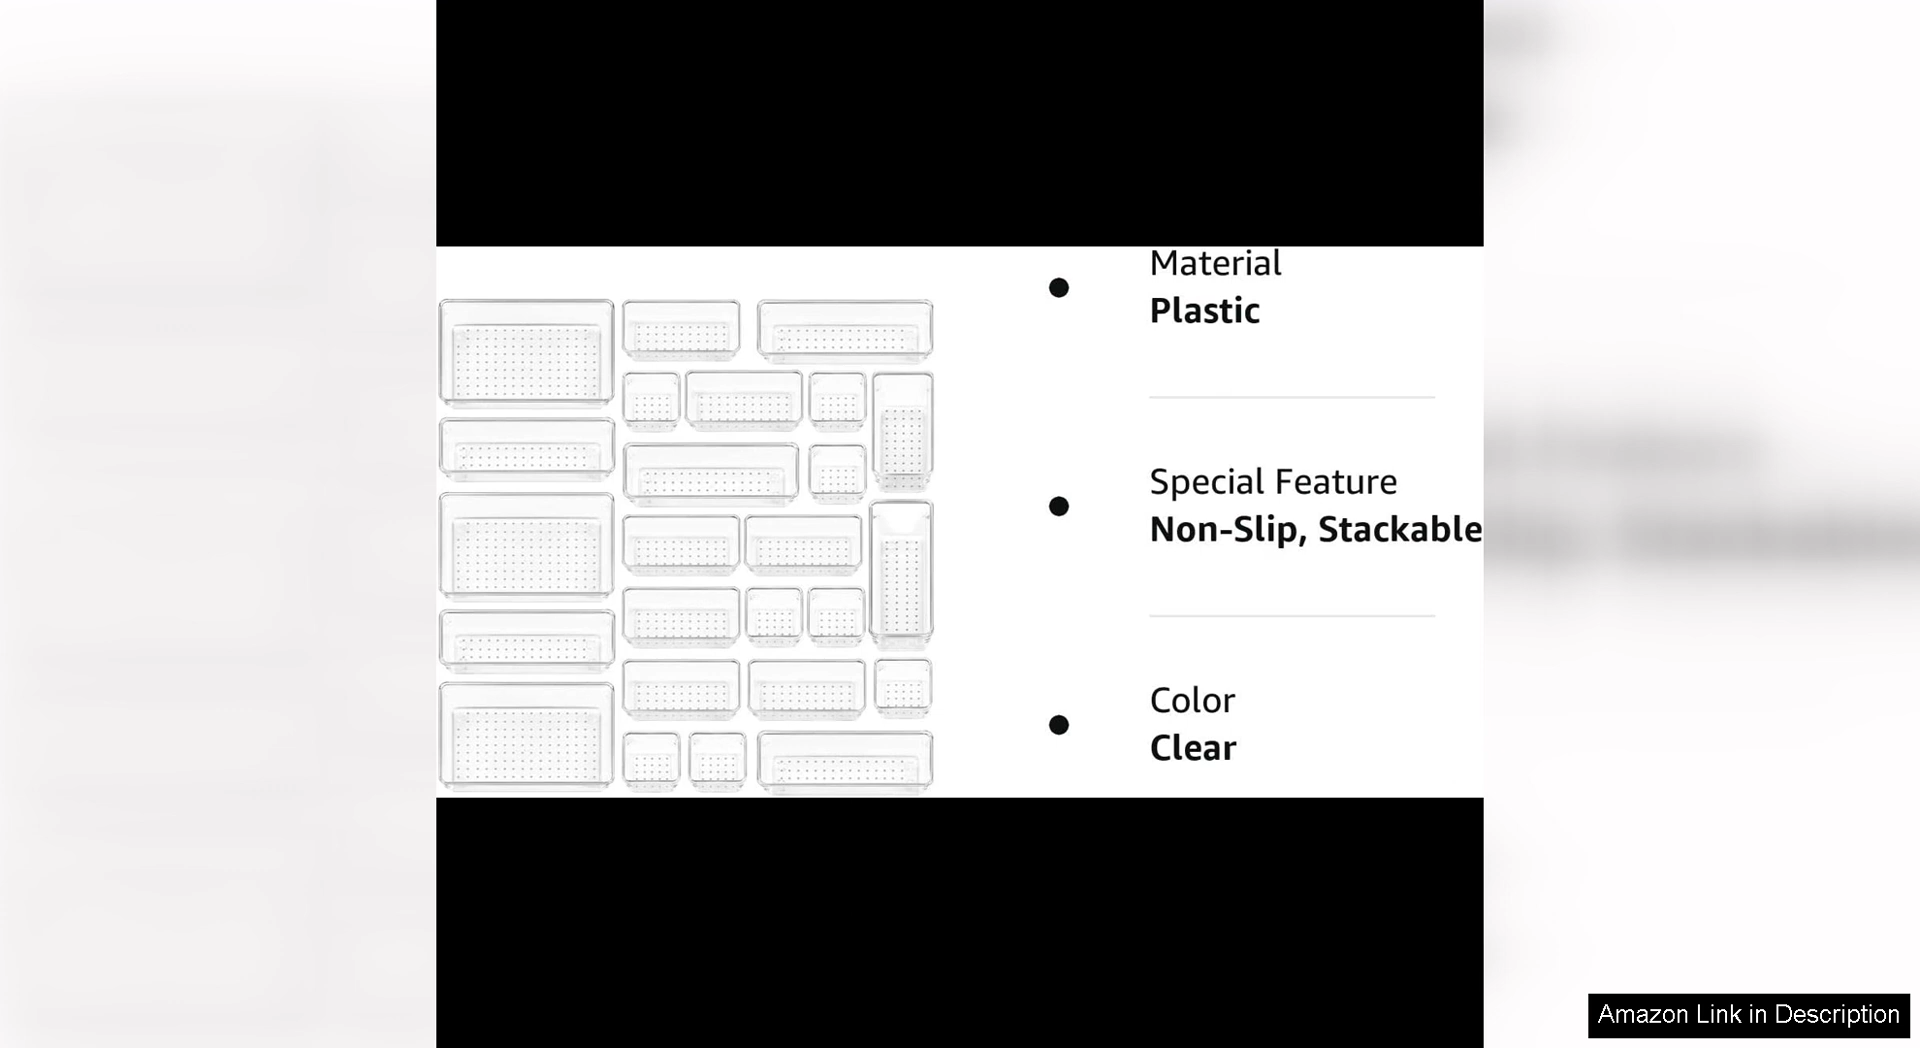 Material
Plastic
Special Feature
Non-Slip, Stackable
Color
Clear
Amazon Link in Description